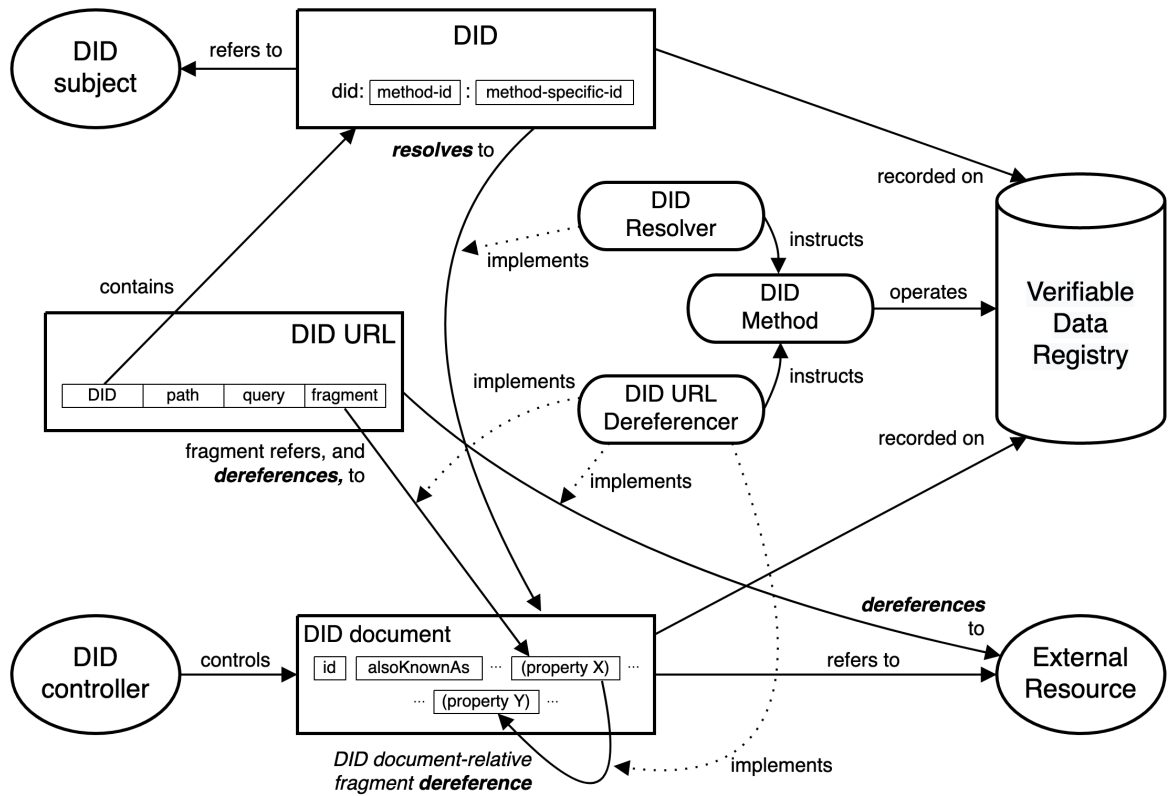 DID
subject
refers to
DID
did: method-id : method-specific-id
resolves to
recorded on
DID
Resolver
implements
instructs
contains
DID
Method
operates
Verifiable
Data
Registry
DID URL
DID path query fragment
implements
instructs
DID URL
Dereferencer
fragment refers, and
dereferences, to
recorded on
implements
dereferences
to
DID
controller
controls
DID document
id alsoKnownAs ... (property X) ...
... (property Y) ...
refers to
External
Resource
DID document-relative
fragment dereference
implements